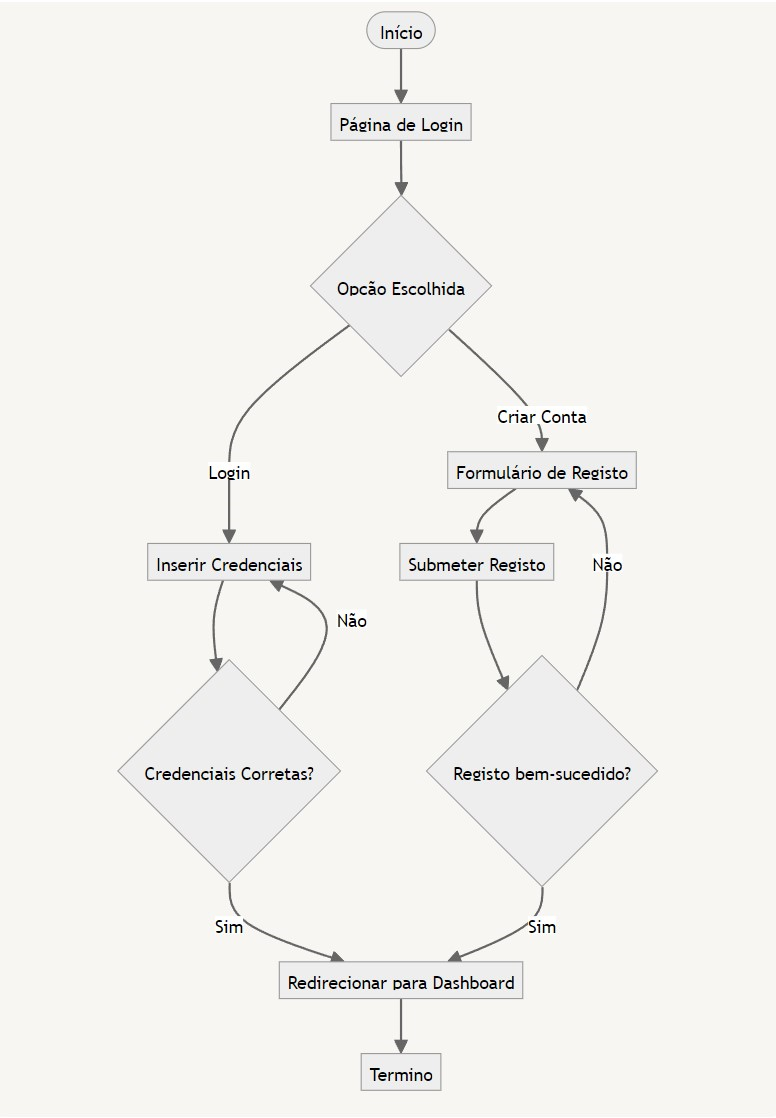 Início
Página de Login
Opção Escolhida
Criar Conta
Login
Formulário de Registo
Inserir Credenciais
Submeter Registo
Não
Não
Credenciais Corretas?
Registo bem-sucedido?
Sim
Sim
Redirecionar para Dashboard
Termino